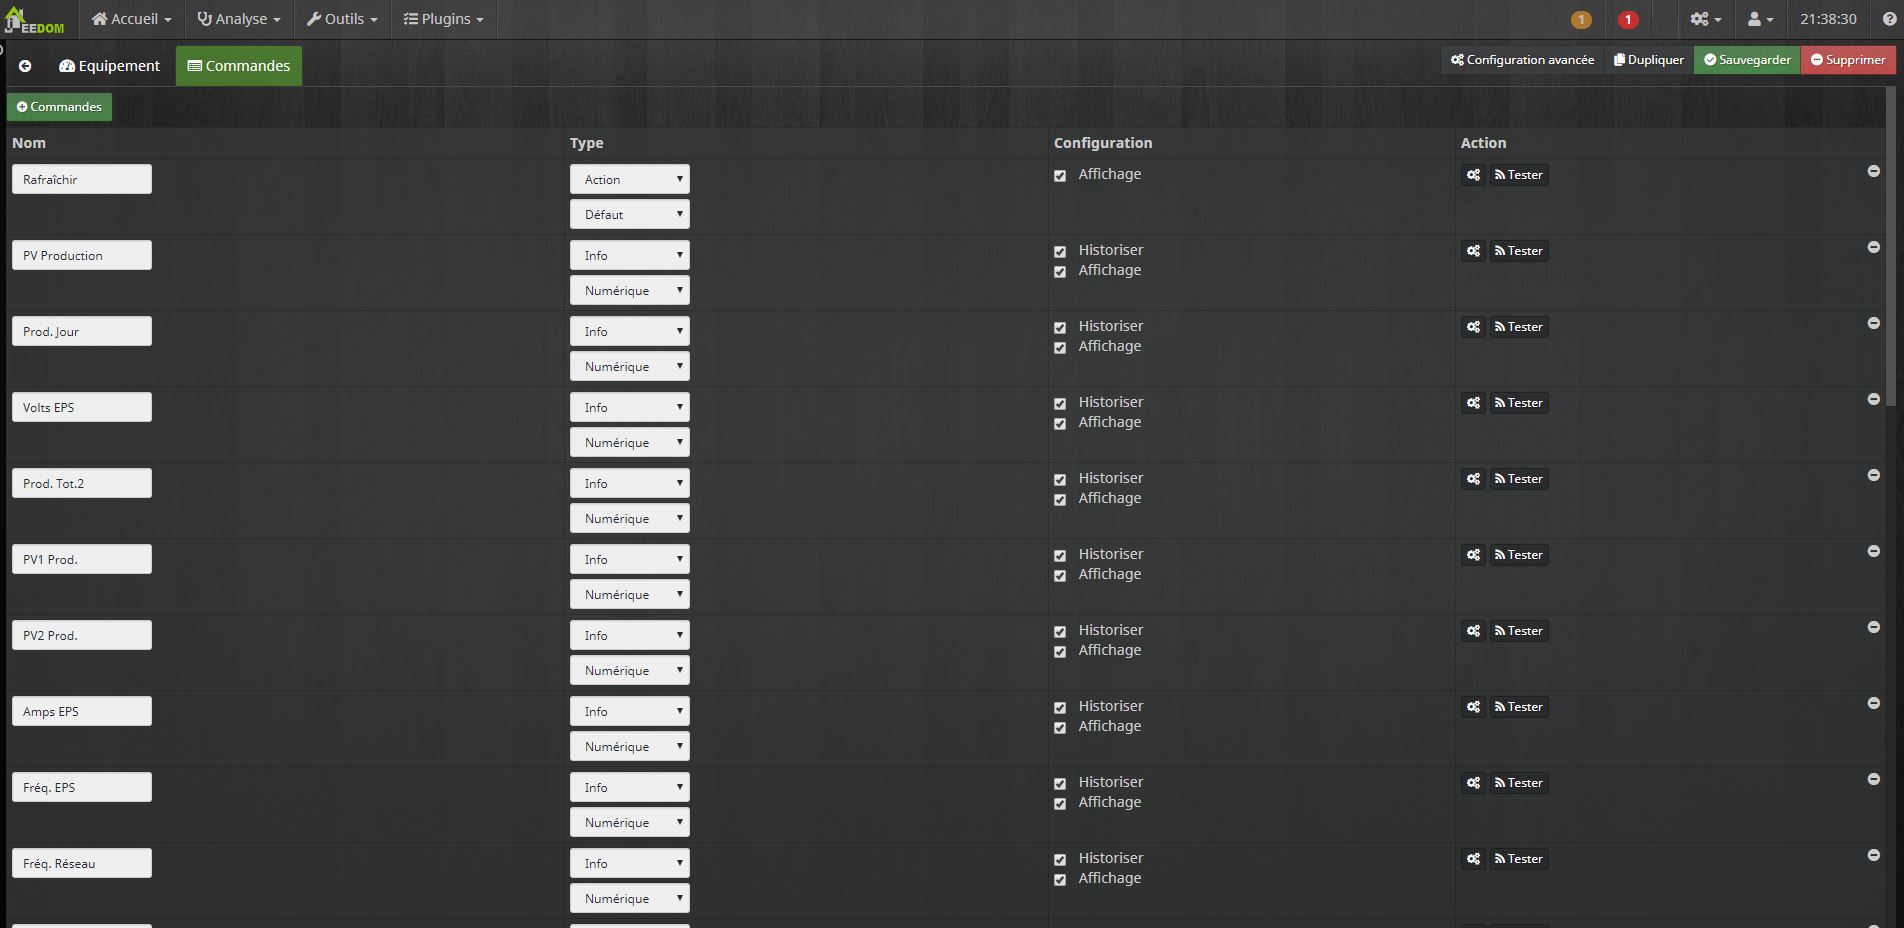 EEDOM Accueil Analyse Outils Plugins 1 1 21:38:30
Equipement Commandes Configuration avancée Dupliquer Sauvegarder Supprimer
Commandes
Nom Type Configuration Action
Rafraîchir Action Affichage Tester
Défaut
PV Production Info Historiser Tester
Numérique Affichage
Prod. Jour Info Historiser Tester
Numérique Affichage
Volts EPS Info Historiser Tester
Numérique Affichage
Prod. Tot.2 Info Historiser Tester
Numérique Affichage
PV1 Prod. Info Historiser Tester
Numérique Affichage
PV2 Prod. Info Historiser Tester
Numérique Affichage
Amps EPS Info Historiser Tester
Numérique Affichage
Fréq. EPS Info Historiser Tester
Numérique Affichage
Fréq. Réseau Info Historiser Tester
Numérique Affichage